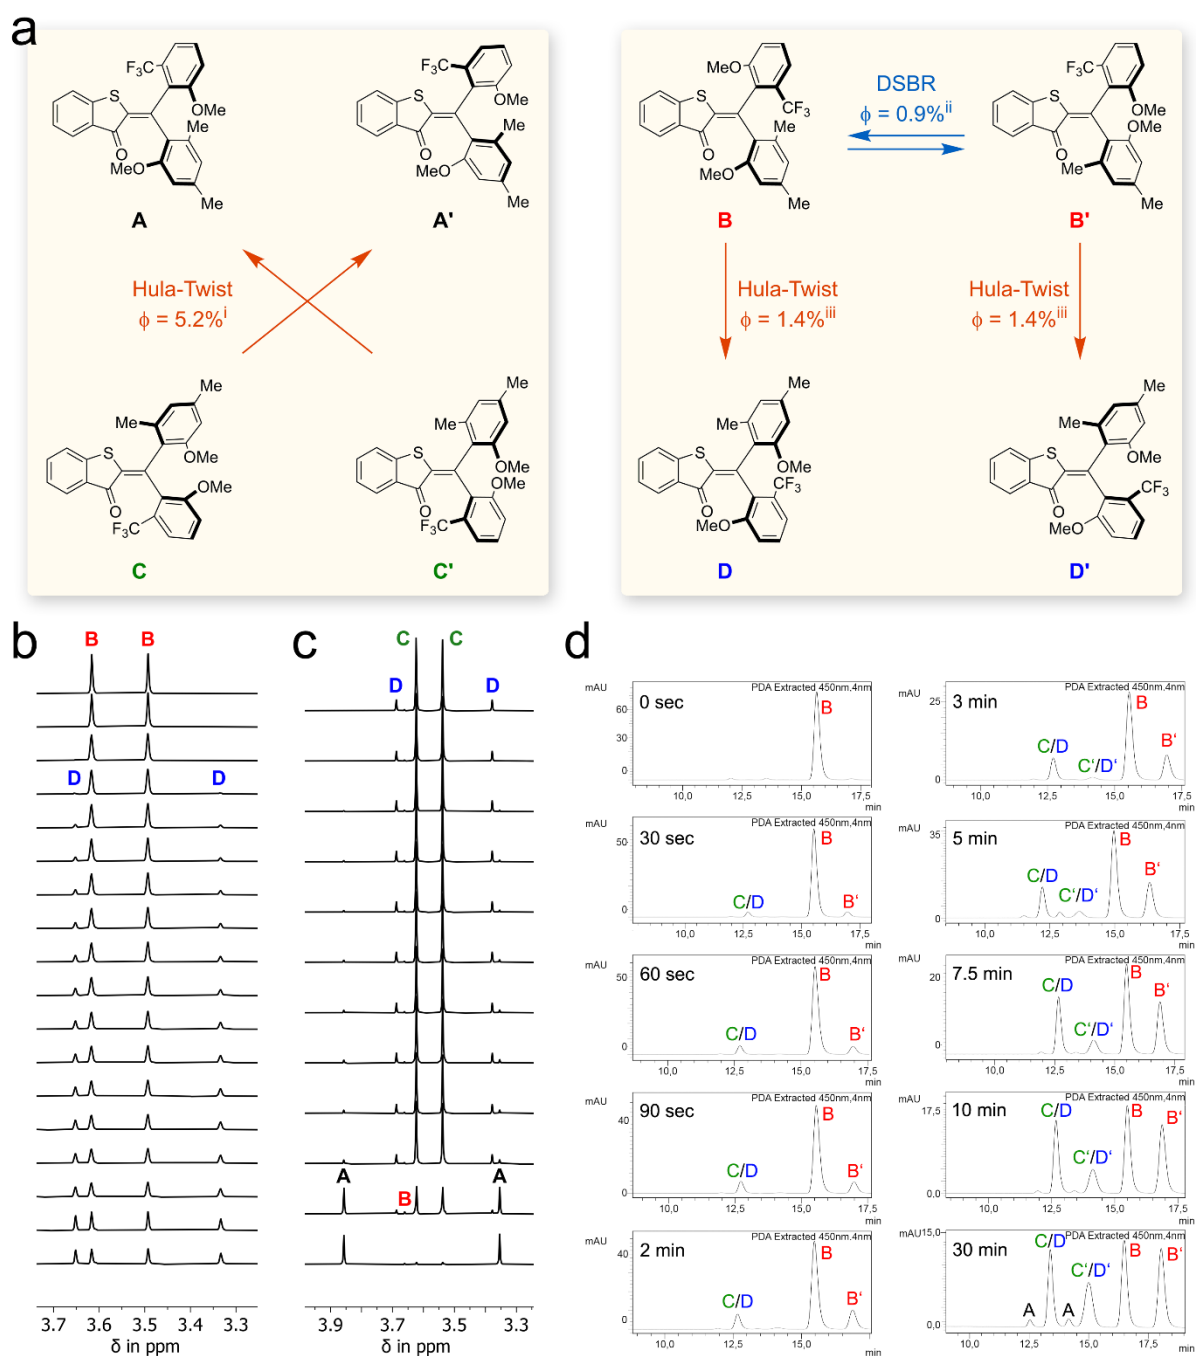 a
F₃C
S
OMe
Me
O
MeO
Me
A
F₃C
S
OMe
Me
O
MeO
Me
A'
MeO
S
CF₃
Me
O
MeO
Me
B
DSBR
ϕ = 0.9%ⁱⁱ
F₃C
S
OMe
OMe
O
Me
Me
B'
Hula-Twist
ϕ = 5.2%ⁱ
Hula-Twist
ϕ = 1.4%ⁱⁱⁱ
Hula-Twist
ϕ = 1.4%ⁱⁱⁱ
Me
Me
S
OMe
OMe
O
F₃C
C
Me
Me
S
OMe
OMe
O
F₃C
C'
Me
Me
S
OMe
CF₃
O
MeO
D
Me
Me
S
OMe
CF₃
O
MeO
D'
b
B B
D D
3.7 3.6 3.5 3.4 3.3
δ in ppm
c
C C
D D
A A
B
3.9 3.7 3.5 3.3
δ in ppm
d
mAU
PDA Extracted 450nm,4nm
0 sec
B
60
30
0
10,0 12,5 15,0 17,5
min
mAU
PDA Extracted 450nm,4nm
3 min
B
25
C/D
C'/D'
B'
0
10,0 12,5 15,0 17,5
min
mAU
PDA Extracted 450nm,4nm
30 sec
B
50
C/D
B'
0
10,0 12,5 15,0 17,5
min
mAU
PDA Extracted 450nm,4nm
5 min
B
35
C/D
C'/D'
B'
0
10,0 12,5 15,0 17,5
min
mAU
PDA Extracted 450nm,4nm
60 sec
B
50
C/D
B'
0
10,0 12,5 15,0 17,5
min
mAU
PDA Extracted 450nm,4nm
7.5 min
B
20
C/D
B'
C'/D'
0
10,0 12,5 15,0 17,5
min
mAU
PDA Extracted 450nm,4nm
90 sec
B
40
C/D
B'
0
10,0 12,5 15,0 17,5
min
PDA Extracted 450nm,4nm
10 min
B
17,5
C/D
B'
C'/D'
0,0
10,0 12,5 15,0 17,5
min
mAU
PDA Extracted 450nm,4nm
2 min
B
40
C/D
B'
0
10,0 12,5 15,0 17,5
min
mAU
15,0
PDA Extracted 450nm,4nm
30 min
C/D
B
B'
C'/D'
A A
0,0
10,0 12,5 15,0 17,5
min